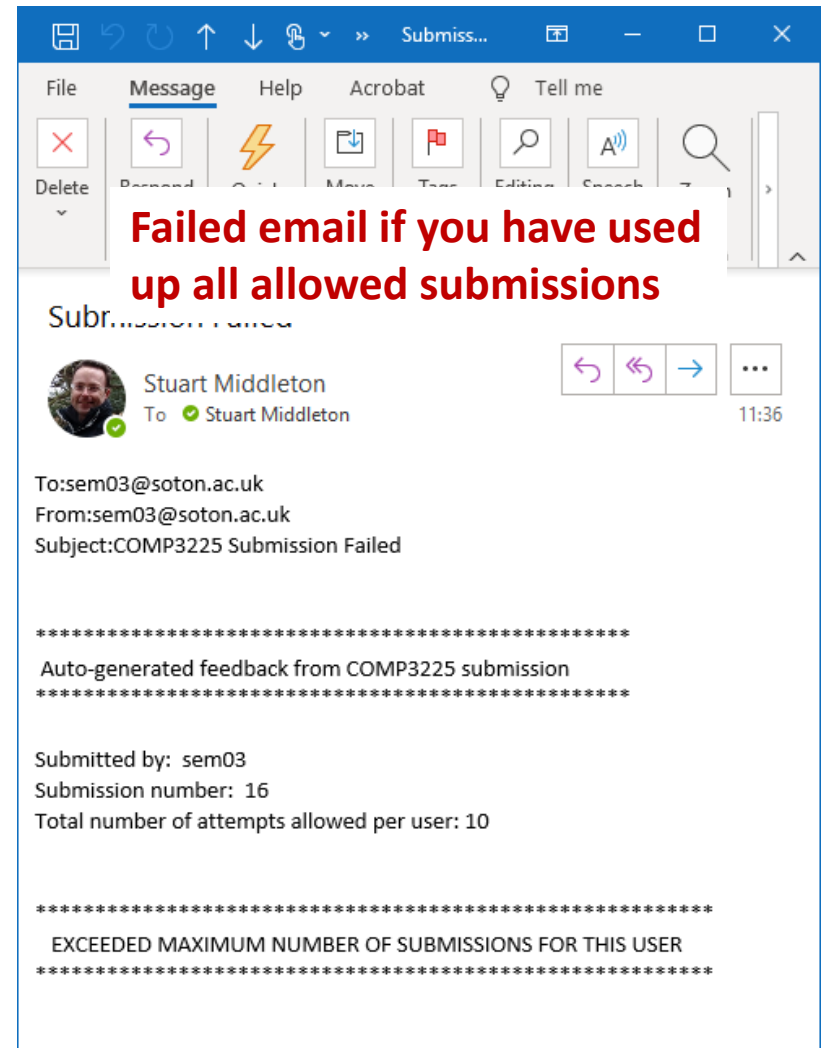 Submiss...
File Message Help Acrobat Tell me
Delete
Failed email if you have used
up all allowed submissions
Stuart Middleton
To Stuart Middleton
11:36
To:sem03@soton.ac.uk
From:sem03@soton.ac.uk
Subject:COMP3225 Submission Failed
**************************************************
Auto-generated feedback from COMP3225 submission
**************************************************
Submitted by: sem03
Submission number: 16
Total number of attempts allowed per user: 10
*********************************************************
EXCEEDED MAXIMUM NUMBER OF SUBMISSIONS FOR THIS USER
*********************************************************